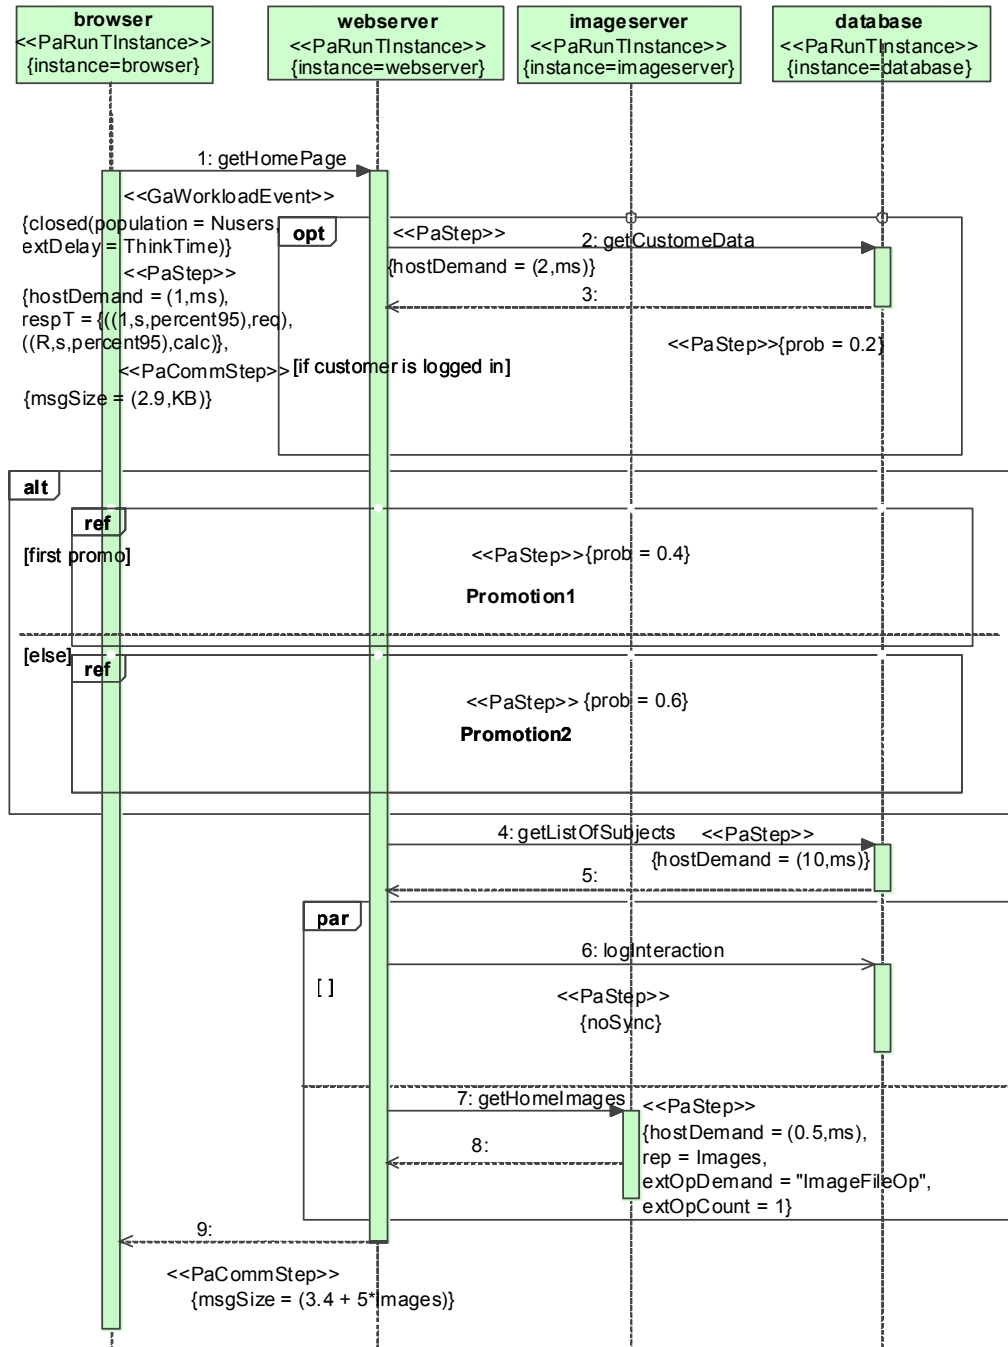 browser
<<PaRunTInstance>>
{instance=browser}
webserver
<<PaRunTInstance>>
{instance=webserver}
imageserver
<<PaRunTInstance>>
{instance=imageserver}
database
<<PaRunTInstance>>
{instance=database}
1: getHomePage
<<GaWorkloadEvent>>
{closed(population = Nusers,
extDelay = ThinkTime)}
<<PaStep>>
{hostDemand = (1,ms),
respT = {((1,s,percent95),req),
((R,s,percent95),calc)},
<<PaCommStep>>
{msgSize = (2.9,KB)}
opt
<<PaStep>>
2: getCustomeData
{hostDemand = (2,ms)}
3:
<<PaStep>>{prob = 0.2}
[if customer is logged in]
alt
ref
[first promo]
<<PaStep>>{prob = 0.4}
Promotion1
[else]
ref
<<PaStep>> {prob = 0.6}
Promotion2
4: getListOfSubjects
<<PaStep>>
{hostDemand = (10,ms)}
5:
par
6: logInteraction
[ ]
<<PaStep>>
{noSync}
7: getHomeImages
<<PaStep>>
{hostDemand = (0.5,ms),
rep = Images,
extOpDemand = "ImageFileOp",
extOpCount = 1}
8:
9:
<<PaCommStep>>
{msgSize = (3.4 + 5*Images)}